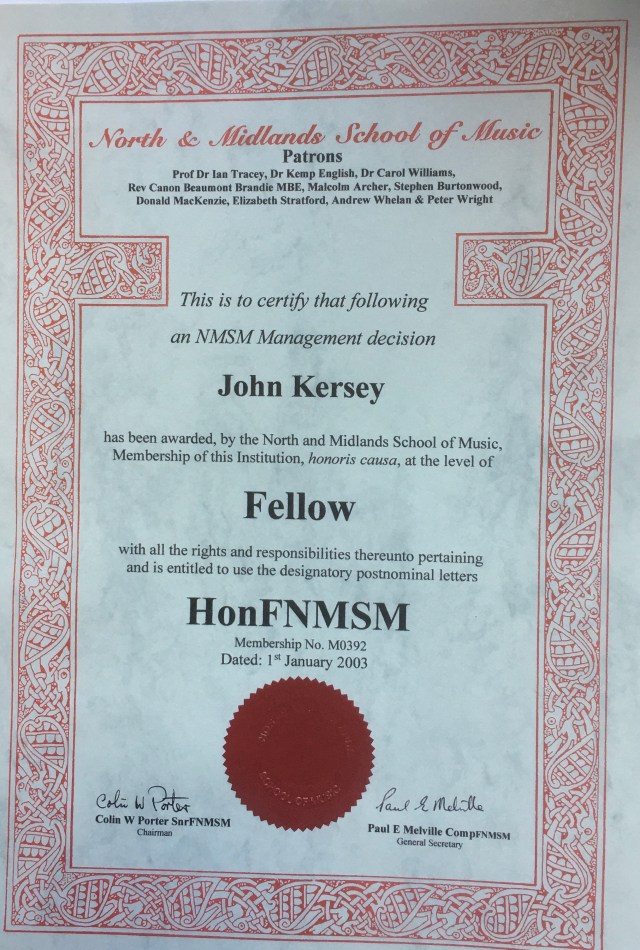 North & Midlands School of Music
Patrons
Prof Dr Ian Tracey, Dr Kemp English, Dr Carol Williams,
Rev Canon Beaumont Brandie MBE, Malcolm Archer, Stephen Burtonwood,
Donald MacKenzie, Elizabeth Stratford, Andrew Whelan & Peter Wright
This is to certify that following
an NMSM Management decision
John Kersey
has been awarded, by the North and Midlands School of Music,
Membership of this Institution, honoris causa, at the level of
Fellow
with all the rights and responsibilities thereunto pertaining
and is entitled to use the designatory postnominal letters
HonFNMSM
Membership No. M0392
Dated: 1st January 2003
SCHOOL OF MUSIC
Colin W Porter
Colin W Porter SnrFNMSM
Chairman
Paul E Melville
Paul E Melville CompFNMSM
General Secretary